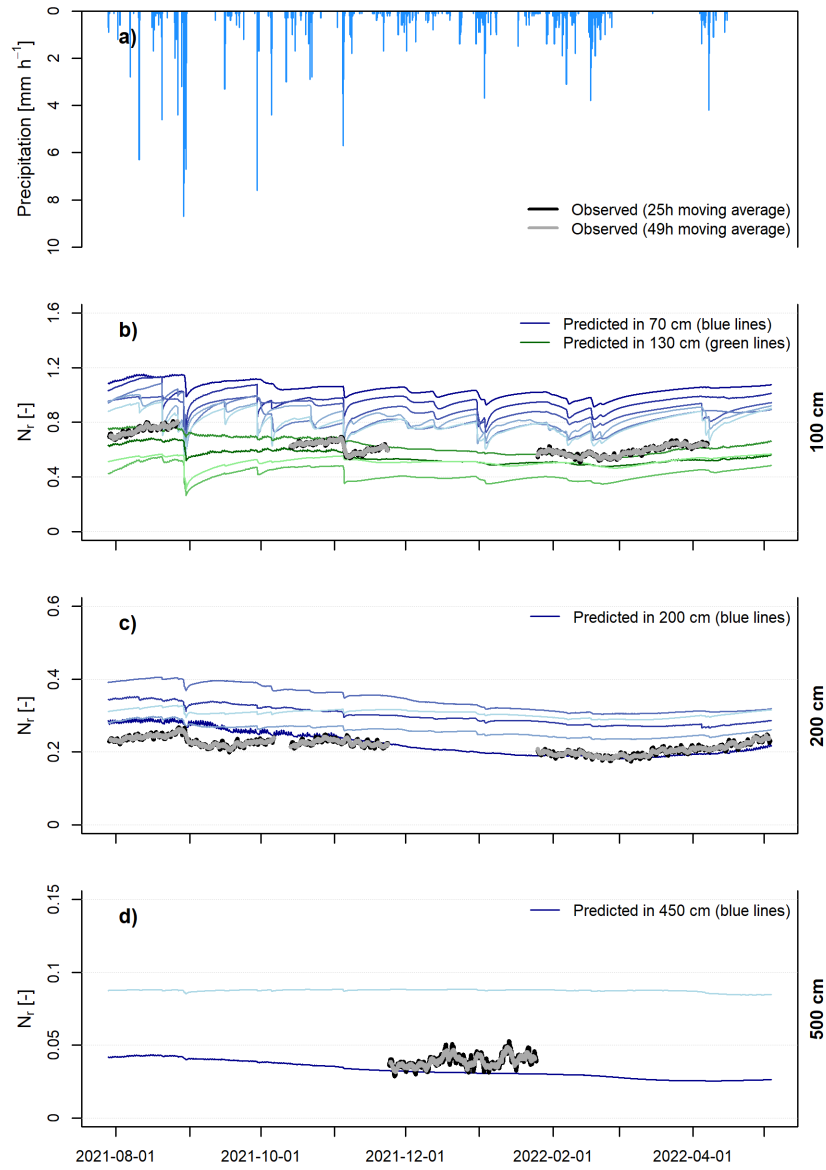 a)
Precipitation [mm h⁻¹]
0
2
4
6
8
10
Observed (25h moving average)
Observed (49h moving average)
b)
Predicted in 70 cm (blue lines)
Predicted in 130 cm (green lines)
Nr [-]
1.6
1.2
0.8
0.4
0
100 cm
c)
Predicted in 200 cm (blue lines)
Nr [-]
0.6
0.4
0.2
0
200 cm
d)
Predicted in 450 cm (blue lines)
Nr [-]
0.15
0.1
0.05
0
500 cm
2021-08-01 2021-10-01 2021-12-01 2022-02-01 2022-04-01